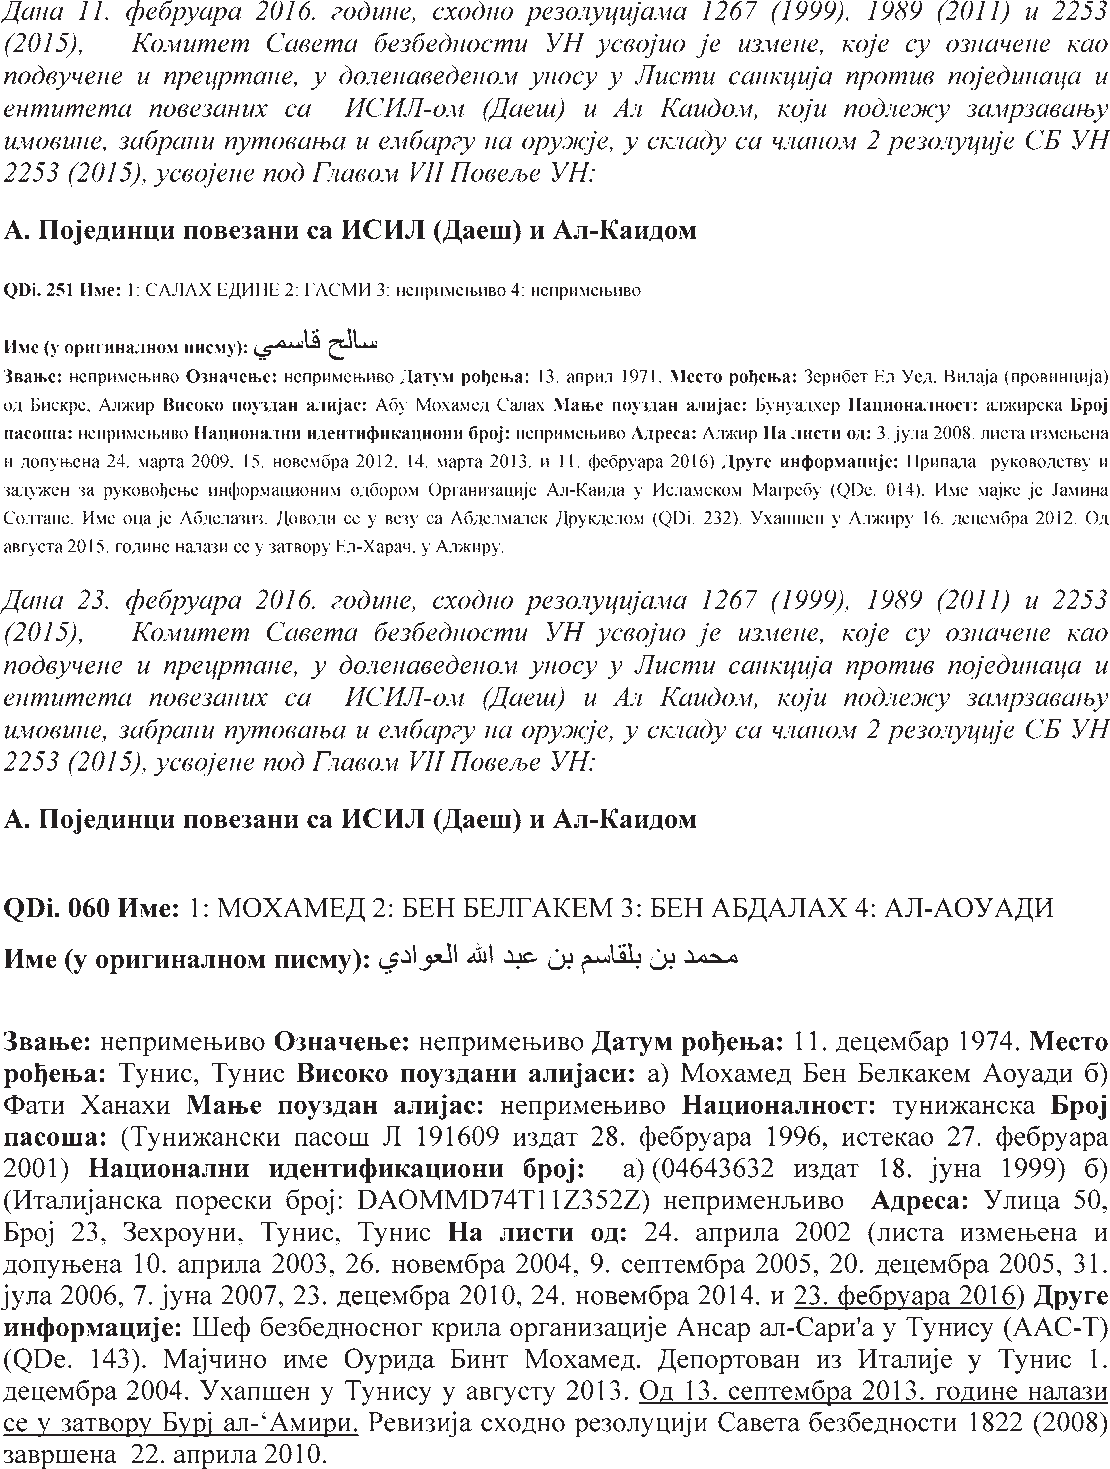 Дана 11. фебруара 2016. године, сходно резолуцијама 1267 (1999), 1989 (2011) и 2253
(2015), Комитет Савета безбедности УН усвојио је измене, које су означене као
подвучене и прецртане, у доленаведеном уносу у Листи санкција против појединаца и
ентитета повезаних са ИСИЛ-ом (Даеш) и Ал Каидом, који подлежу замрзавању
имовине, забрани путовања и ембаргу на оружје, у складу са чланом 2 резолуције СБ УН
2253 (2015), усвојене под Главом VII Повеље УН:
А. Појединци повезани са ИСИЛ (Даеш) и Ал-Каидом
QDi. 251 Име: 1: САЛАХ ЕДИНЕ 2: ГАСМИ 3: непримењиво 4: непримењиво
Име (у оригиналном писму): سالح قاسمي
Звање: непримењиво Означење: непримењиво Датум рођења: 13. април 1971. Место рођења: Зерибет Ел Уед, Вилаја (провинција)
од Бискре, Алжир Високо поуздан алијас: Абу Мохамед Салах Мање поуздан алијас: Бунуадхер Националност: алжирска Број
пасоша: непримењиво Национални идентификациони број: непримењиво Адреса: Алжир На листи од: 3. јула 2008. листа измењена
и допуњена 24. марта 2009, 15. новембра 2012, 14. марта 2013. и 11. фебруара 2016) Друге информације: Припада руководству и
задужен за руковођење информационим одбором Организације Ал-Каида у Исламском Магребу (QDe. 014). Име мајке је Јамина
Солтане. Име оца је Абделазиз. Доводи се у везу са Абделмалек Друкделом (QDi. 232). Ухапшен у Алжиру 16. децембра 2012. Од
августа 2015. године налази се у затвору Ел-Харач, у Алжиру.
Дана 23. фебруара 2016. године, сходно резолуцијама 1267 (1999), 1989 (2011) и 2253
(2015), Комитет Савета безбедности УН усвојио је измене, које су означене као
подвучене и прецртане, у доленаведеном уносу у Листи санкција против појединаца и
ентитета повезаних са ИСИЛ-ом (Даеш) и Ал Каидом, који подлежу замрзавању
имовине, забрани путовања и ембаргу на оружје, у складу са чланом 2 резолуције СБ УН
2253 (2015), усвојене под Главом VII Повеље УН:
А. Појединци повезани са ИСИЛ (Даеш) и Ал-Каидом
QDi. 060 Име: 1: МОХАМЕД 2: БЕН БЕЛГАКЕМ 3: БЕН АБДАЛАХ 4: АЛ-АОУАДИ
Име (у оригиналном писму): محمد بن بلقاسم بن عبد الله العوادي
Звање: непримењиво Означење: непримењиво Датум рођења: 11. децембар 1974. Место
рођења: Тунис, Тунис Високо поуздани алијаси: а) Мохамед Бен Белкакем Аоуади б)
Фати Ханахи Мање поуздан алијас: непримењиво Националност: тунижанска Број
пасоша: (Тунижански пасош Л 191609 издат 28. фебруара 1996, истекао 27. фебруара
2001) Национални идентификациони број: а) (04643632 издат 18. јуна 1999) б)
(Италијанска порески број: DAOMMD74T11Z352Z) неприменљиво Адреса: Улица 50,
Број 23, Зехроуни, Тунис, Тунис На листи од: 24. априла 2002 (листа измењена и
допуњена 10. априла 2003, 26. новембра 2004, 9. септембра 2005, 20. децембра 2005, 31.
јула 2006, 7. јуна 2007, 23. децембра 2010, 24. новембра 2014. и 23. фебруара 2016) Друге
информације: Шеф безбедносног крила организације Ансар ал-Сари'а у Тунису (ААС-Т)
(QDe. 143). Мајчино име Оурида Бинт Мохамед. Депортован из Италије у Тунис 1.
децембра 2004. Ухапшен у Тунису у августу 2013. Од 13. септембра 2013. године налази
се у затвору Бурј ал-‘Амири. Ревизија сходно резолуцији Савета безбедности 1822 (2008)
завршена 22. априла 2010.